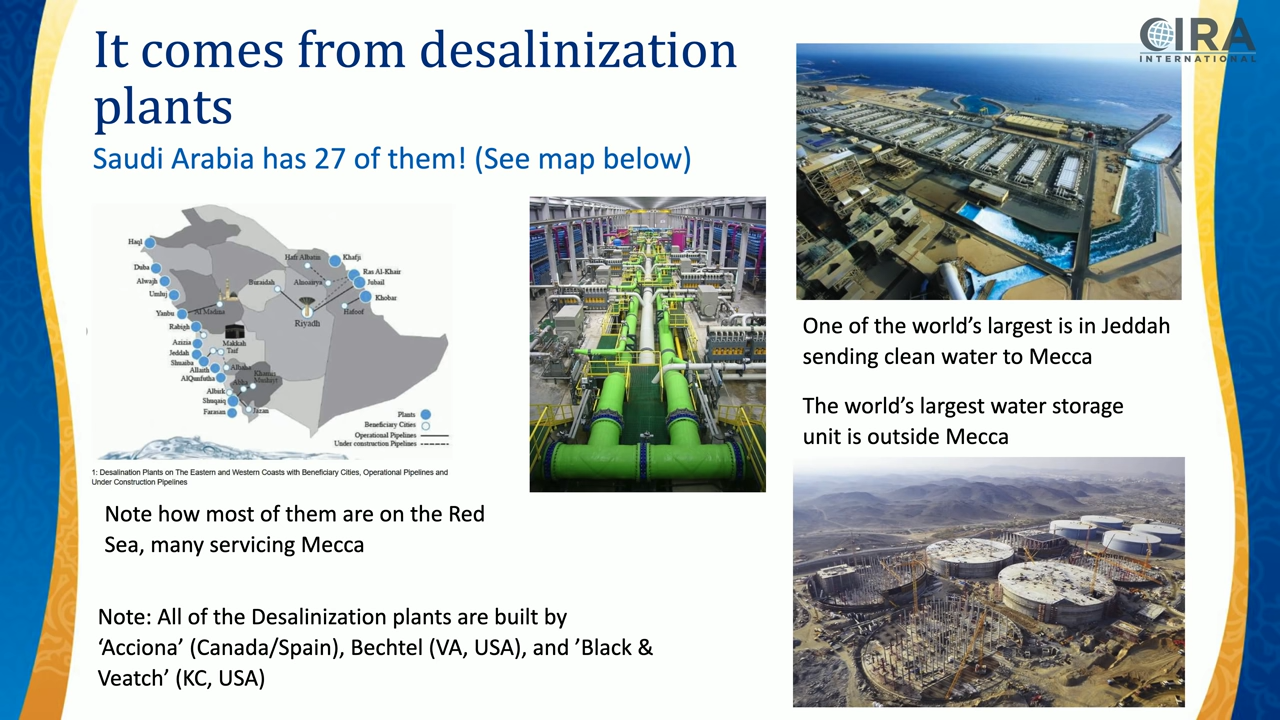 CIRA
INTERNATIONAL
It comes from desalinization
plants
Saudi Arabia has 27 of them! (See map below)
Haql
Duba
Alwajh
Umluj
Yanbu
Rabigh
Azizia
Jeddah
Shuaiba
Allaith
AlQunfutha
Albirk
Shuqaiq
Farasan
Al Madina
Makkah
Taif
Albaha
Abha
Khamis
Mushayt
Jazan
Buraidah
Hafr Albatin
Riyadh
Khafji
Ras Al-Khair
Jubail
Khobar
Hafoof
Plants
Beneficiary Cities
Operational Pipelines
Under construction Pipelines
1: Desalination Plants on The Eastern and Western Coasts with Beneficiary Cities, Operational Pipelines and
Under Construction Pipelines
Note how most of them are on the Red
Sea, many servicing Mecca
Note: All of the Desalinization plants are built by
‘Acciona’ (Canada/Spain), Bechtel (VA, USA), and ’Black &
Veatch’ (KC, USA)
One of the world’s largest is in Jeddah
sending clean water to Mecca
The world’s largest water storage
unit is outside Mecca